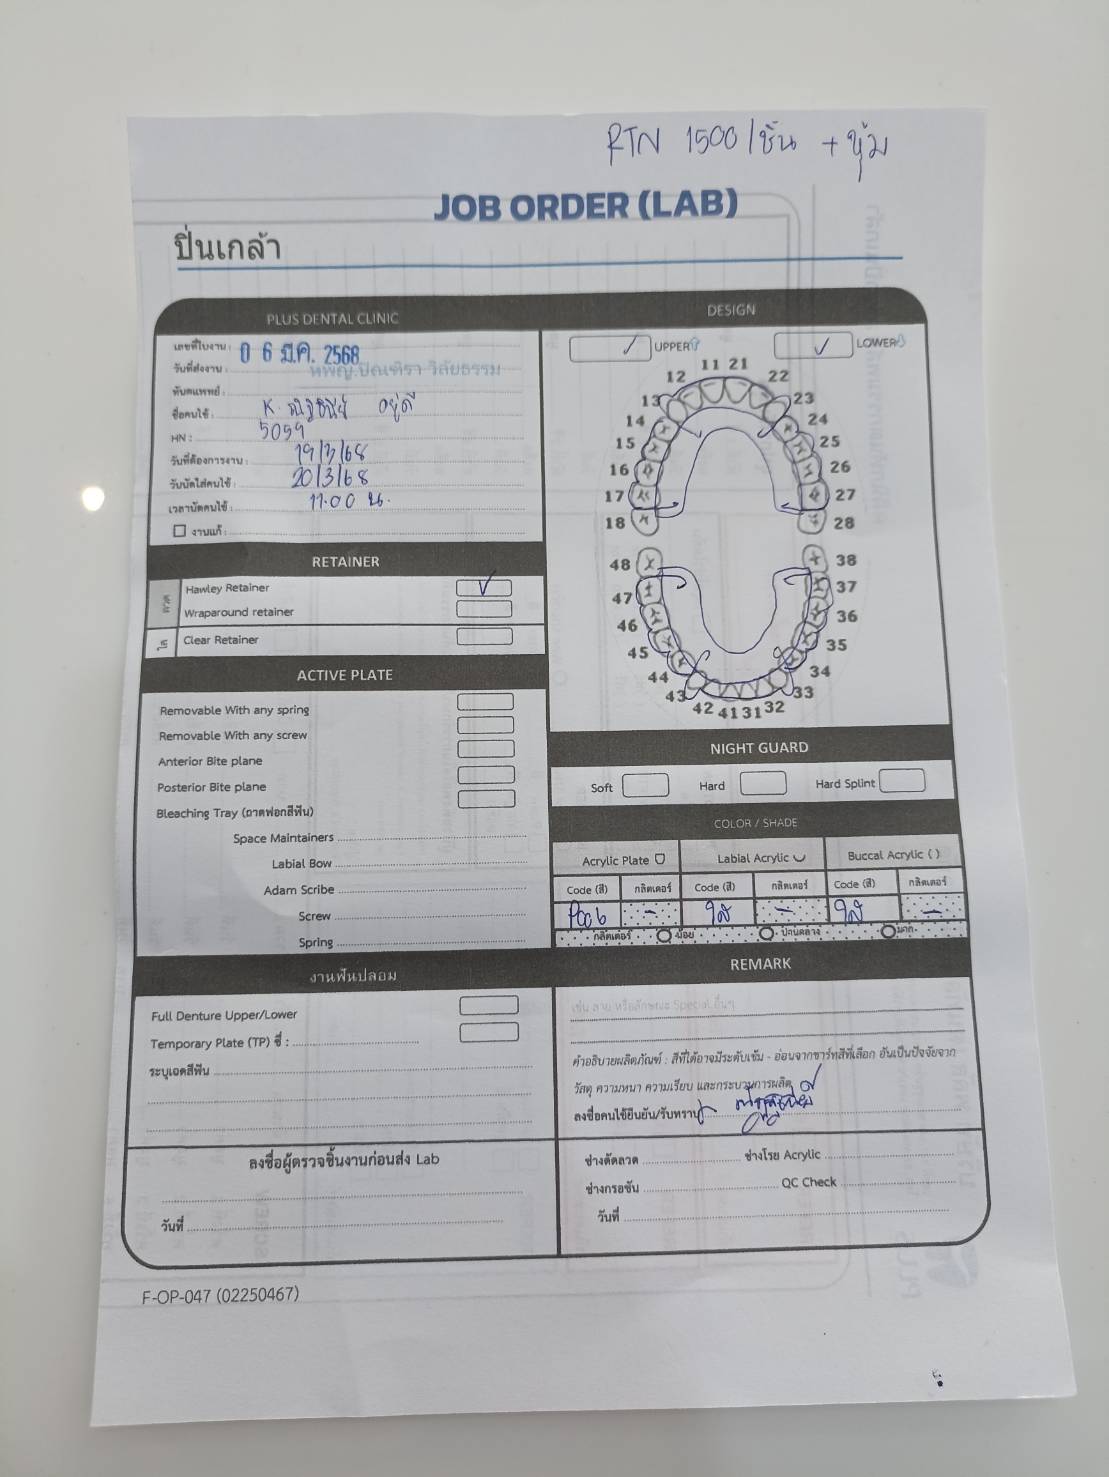 RTN 1500/ชิ้น + หุ้ม
JOB ORDER (LAB)
ปิ่นเกล้า
PLUS DENTAL CLINIC
เลขที่ใบงาน :
วันที่ส่งงาน : 0 6 มี.ค. 2568
ทันตแพทย์ : ทพญ.ปัณฑิรา วิลัยธรรม
ชื่อคนไข้ : K.
HN : 5059
วันที่ต้องการงาน : 19/3/68
วันนัดใส่คนไข้ : 20/3/68
เวลานัดคนไข้ : 17.00 น.
งานแก้ :
DESIGN
UPPER
LOWER
11 21
12 22
13 23
14 24
15 25
16 26
17 27
18 28
48 38
47 37
46 36
45 35
44 34
43 33
42 41 31 32
RETAINER
Hawley Retainer
Wraparound retainer
Clear Retainer
ACTIVE PLATE
Removable With any spring
Removable With any screw
Anterior Bite plane
Posterior Bite plane
Bleaching Tray (ถาดฟอกสีฟัน)
Space Maintainers
Labial Bow
Adam Scribe
Screw
Spring
NIGHT GUARD
Soft Hard Hard Splint
COLOR / SHADE
Acrylic Plate Labial Acrylic Buccal Acrylic ( )
Code (สี) กลิตเตอร์ Code (สี) กลิตเตอร์ Code (สี) กลิตเตอร์
P006 - ใส - ใส -
กลิตเตอร์ น้อย ปานกลาง มาก
งานฟันปลอม
Full Denture Upper/Lower
Temporary Plate (TP) ซี่ :
ระบุเฉดสีฟัน
REMARK
เช่น ลาย หรือลักษณะ Special อื่นๆ
คำอธิบายผลิตภัณฑ์ : สีที่ได้อาจมีระดับเข้ม - อ่อนจากชาร์ทสีที่เลือก อันเป็นปัจจัยจาก
วัสดุ ความหนา ความเรียบ และกระบวนการผลิต
ลงชื่อคนไข้ยืนยัน/รับทราบ
ลงชื่อผู้ตรวจชิ้นงานก่อนส่ง Lab
วันที่
ช่างดัดลวด ช่างโรย Acrylic
ช่างกรอขัน QC Check
วันที่
F-OP-047 (02250467)